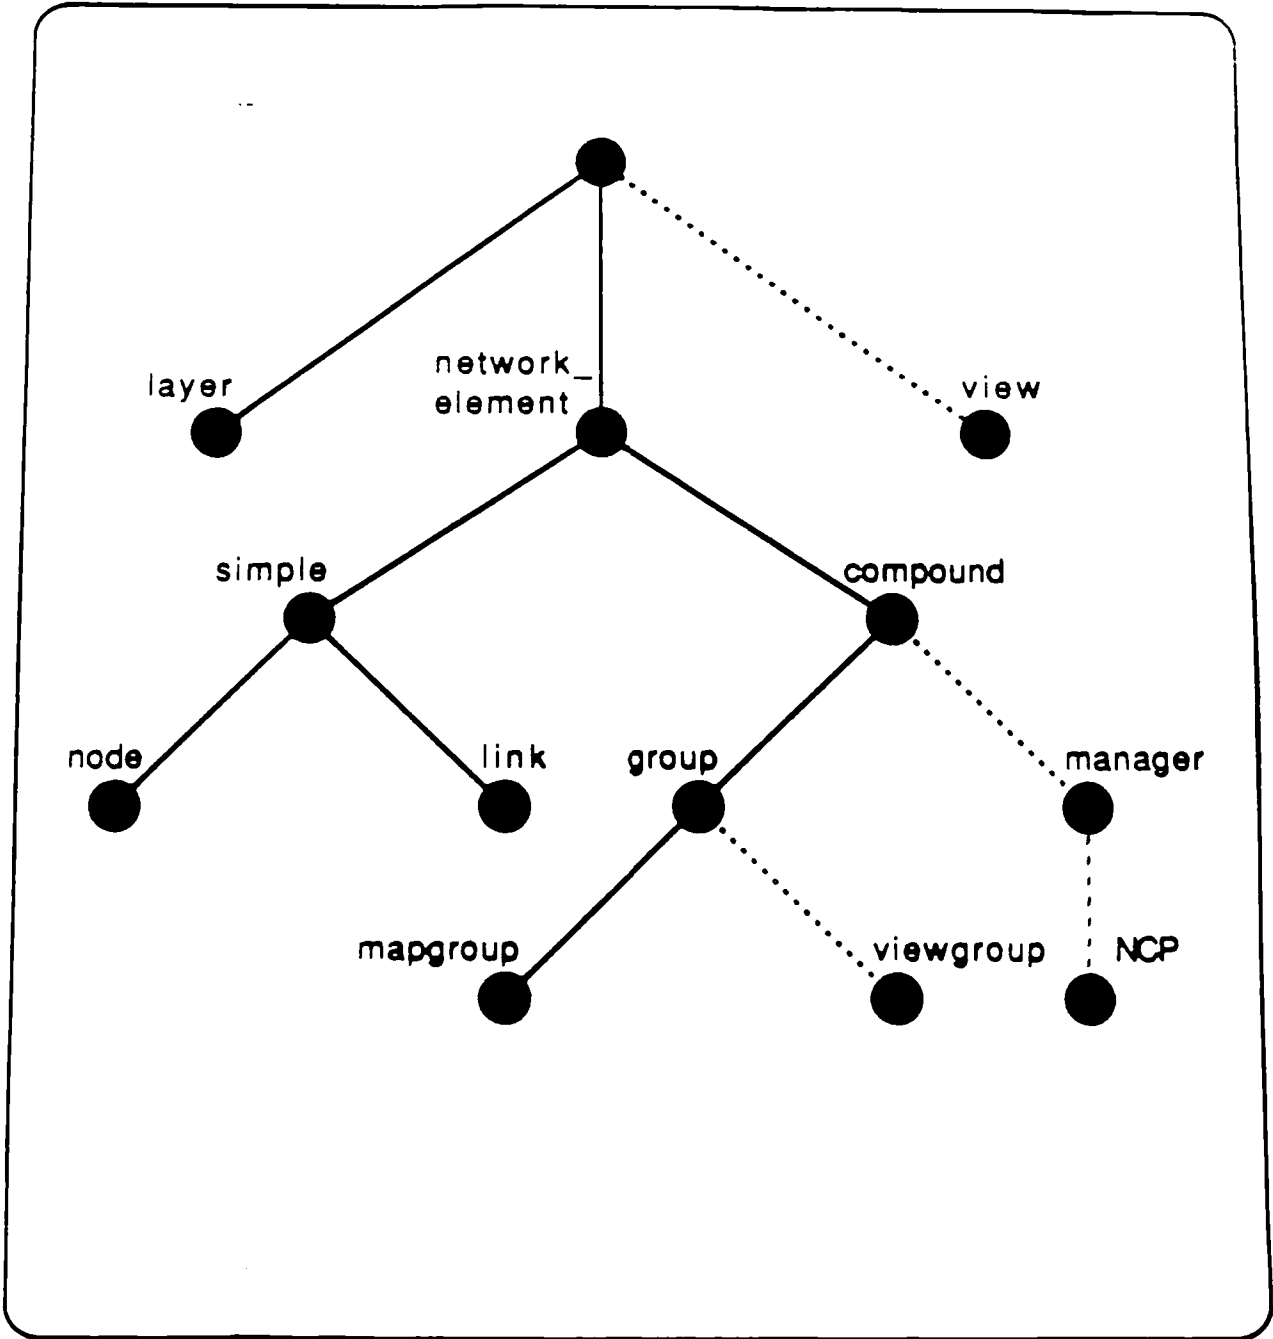 network_
element
layer
view
simple
compound
node
link
group
manager
mapgroup
viewgroup
NCP